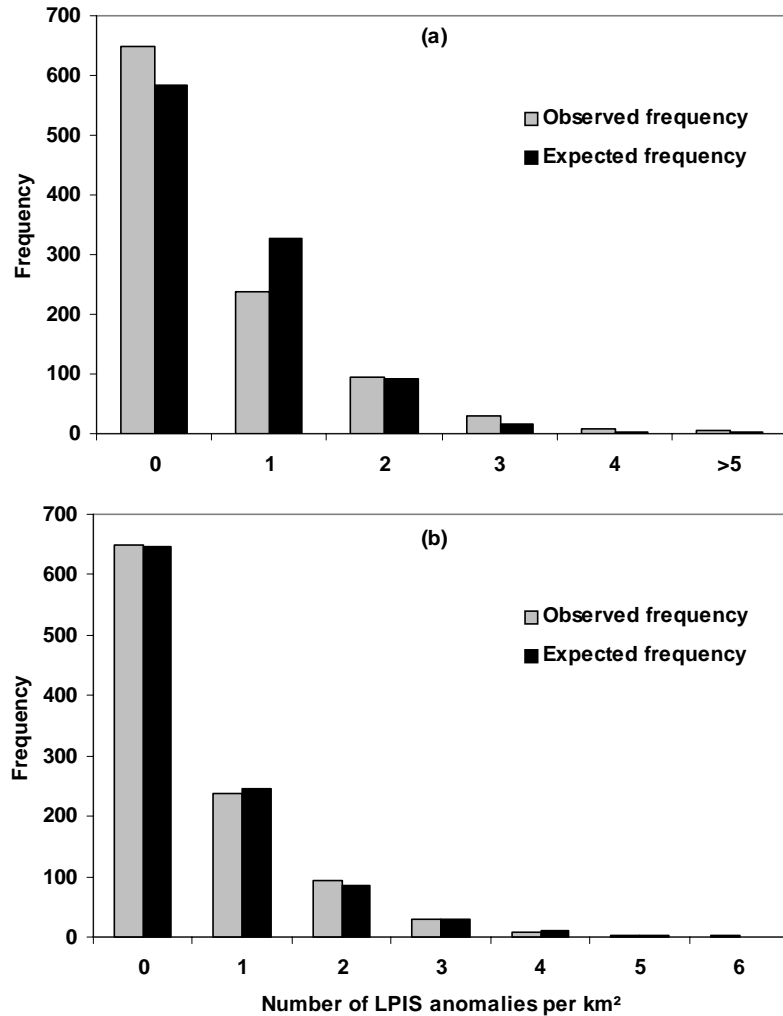 (a)
Frequency
700
600
500
400
300
200
100
0
Observed frequency
Expected frequency
0 1 2 3 4 >5
(b)
Frequency
700
600
500
400
300
200
100
0
Observed frequency
Expected frequency
0 1 2 3 4 5 6
Number of LPIS anomalies per km²